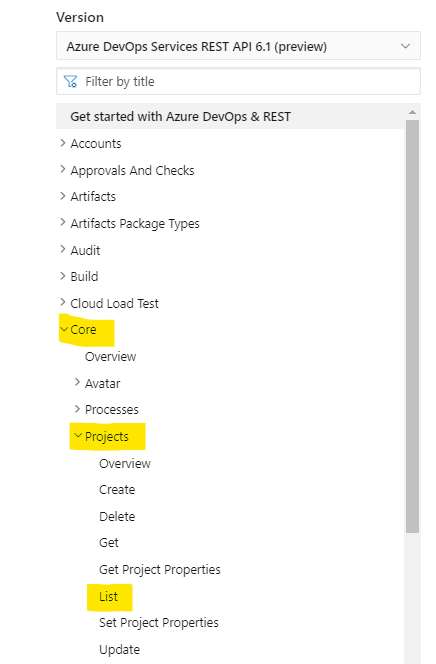 Version
Azure DevOps Services REST API 6.1 (preview)
Filter by title
Get started with Azure DevOps & REST
Accounts
Approvals And Checks
Artifacts
Artifacts Package Types
Audit
Build
Cloud Load Test
Core
Overview
Avatar
Processes
Projects
Overview
Create
Delete
Get
Get Project Properties
List
Set Project Properties
Update